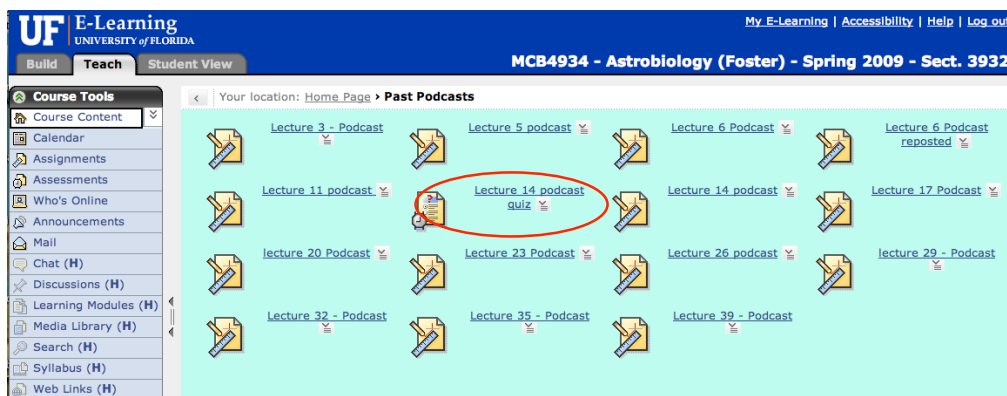 UF E-Learning
UNIVERSITY of FLORIDA
My E-Learning | Accessibility | Help | Log out
Build Teach Student View
MCB4934 - Astrobiology (Foster) - Spring 2009 - Sect. 3932
Course Tools
Course Content
Calendar
Assignments
Assessments
Who's Online
Announcements
Mail
Chat (H)
Discussions (H)
Learning Modules (H)
Media Library (H)
Search (H)
Syllabus (H)
Web Links (H)
Your location: Home Page › Past Podcasts
Lecture 3 - Podcast
Lecture 5 podcast
Lecture 6 Podcast
Lecture 6 Podcast
reposted
Lecture 11 podcast
Lecture 14 podcast
quiz
Lecture 14 podcast
Lecture 17 Podcast
lecture 20 Podcast
Lecture 23 Podcast
Lecture 26 podcast
lecture 29 - Podcast
Lecture 32 - Podcast
Lecture 35 - Podcast
Lecture 39 - Podcast